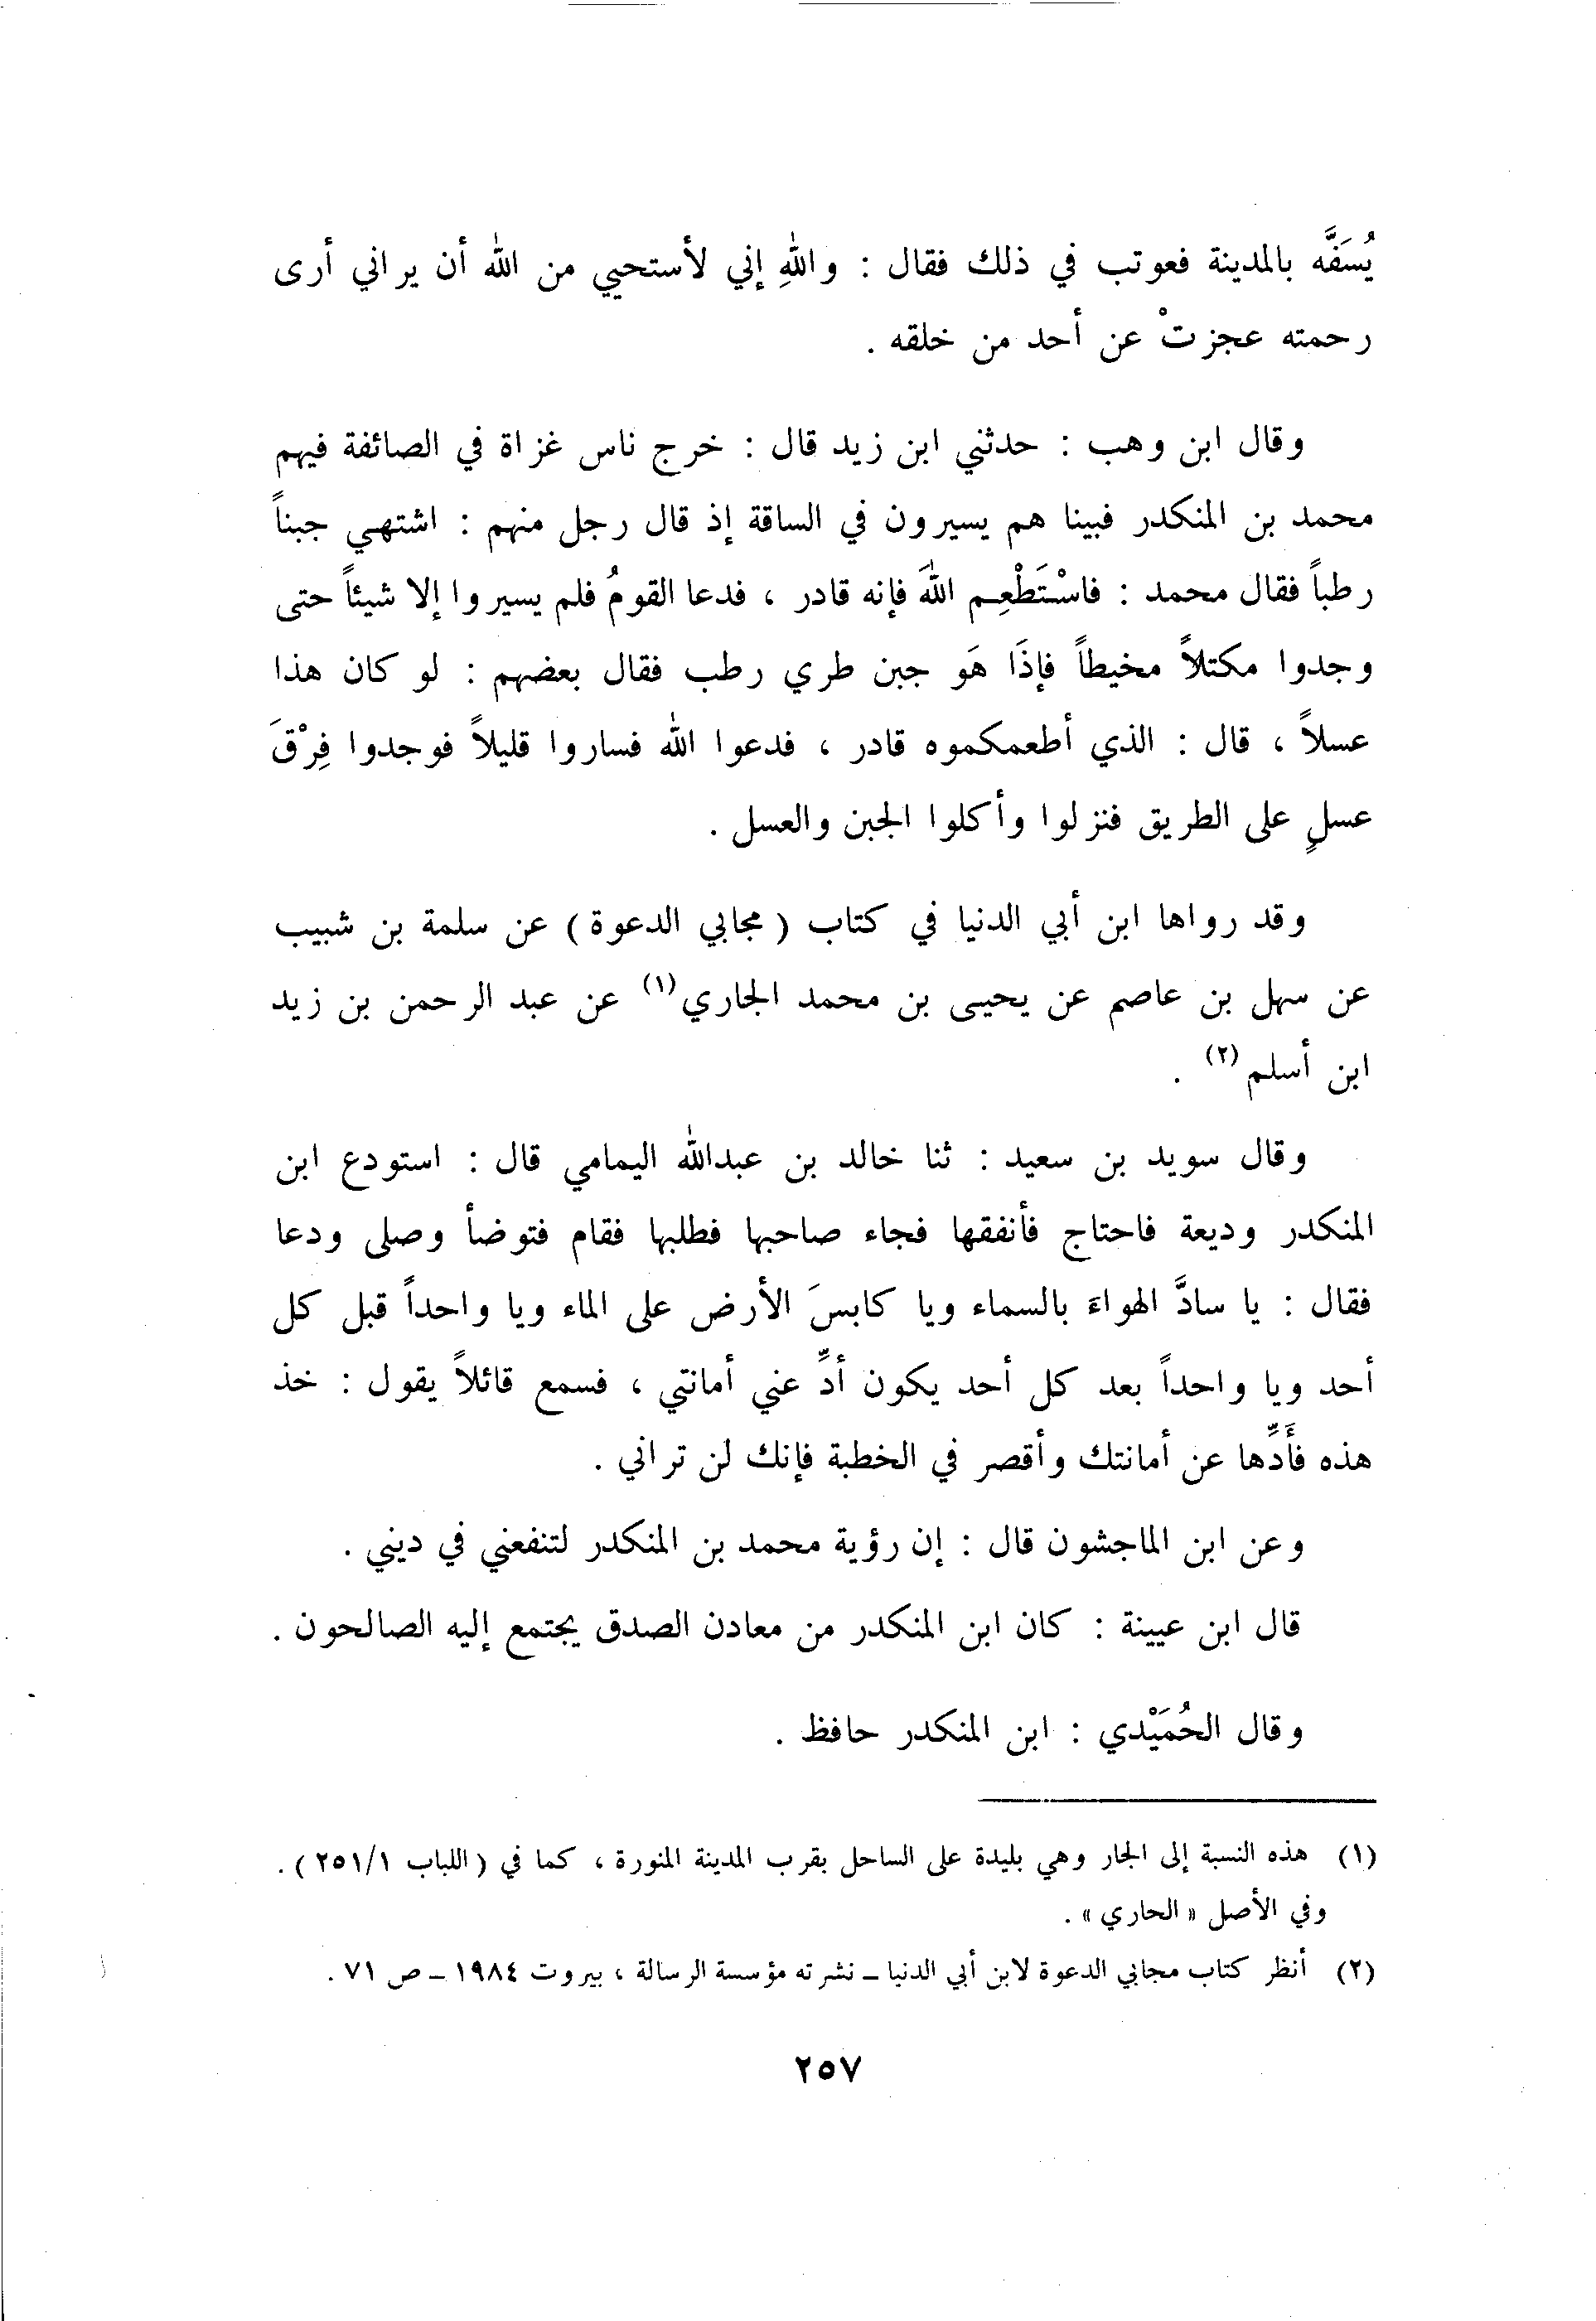 يُسَفَّه بالمدينة فعوتب في ذلك فقال : واللهِ إني لأستحيي من الله أن يراني أرى
رحمته عجزتْ عن أحد من خلقه .
وقال ابن وهب : حدثني ابن زيد قال : خرج ناس غزاة في الصائفة فيهم
محمد بن المنكدر فبينا هم يسيرون في الساقة إذ قال رجل منهم : اشتهي جبناً
رطباً فقال محمد : فاسْتَطْعِم اللهَ فإنه قادر ، فدعا القومُ فلم يسيروا إلا شيئاً حتى
وجدوا مكتلاً مخيطاً فإذَا هَو جبن طري رطب فقال بعضهم : لو كان هذا
عسلاً ، قال : الذي أطعمكموه قادر ، فدعوا الله فساروا قليلاً فوجدوا فِرْقَ
عسلٍ على الطريق فنزلوا وأكلوا الجبن والعسل .
وقد رواها ابن أبي الدنيا في كتاب ( مجابي الدعوة ) عن سلمة بن شبيب
عن سهل بن عاصم عن يحيى بن محمد الجاري(١) عن عبد الرحمن بن زيد
ابن أسلم(٢) .
وقال سويد بن سعيد : ثنا خالد بن عبدالله اليمامي قال : استودع ابن
المنكدر وديعة فاحتاج فأنفقها فجاء صاحبها فطلبها فقام فتوضأ وصلى ودعا
فقال : يا سادَّ الهواءَ بالسماء ويا كابسَ الأرض على الماء ويا واحداً قبل كل
أحد ويا واحداً بعد كل أحد يكون أدِّ عني أمانتي ، فسمع قائلاً يقول : خذ
هذه فأَدِّها عن أمانتك وأقصر في الخطبة فإنك لن تراني .
وعن ابن الماجشون قال : إن رؤية محمد بن المنكدر لتنفعني في ديني .
قال ابن عيينة : كان ابن المنكدر من معادن الصدق يجتمع إليه الصالحون .
وقال الحُمَيْدي : ابن المنكدر حافظ .
(١) هذه النسبة إلى الجار وهي بليدة على الساحل بقرب المدينة المنورة ، كما في ( اللباب ٢٥١/١ ) .
وفي الأصل « الحاري » .
(٢) أنظر كتاب مجابي الدعوة لابن أبي الدنيا ــ نشرته مؤسسة الرسالة ، بيروت ١٩٨٤ ــ ص ٧١ .
٢٥٧